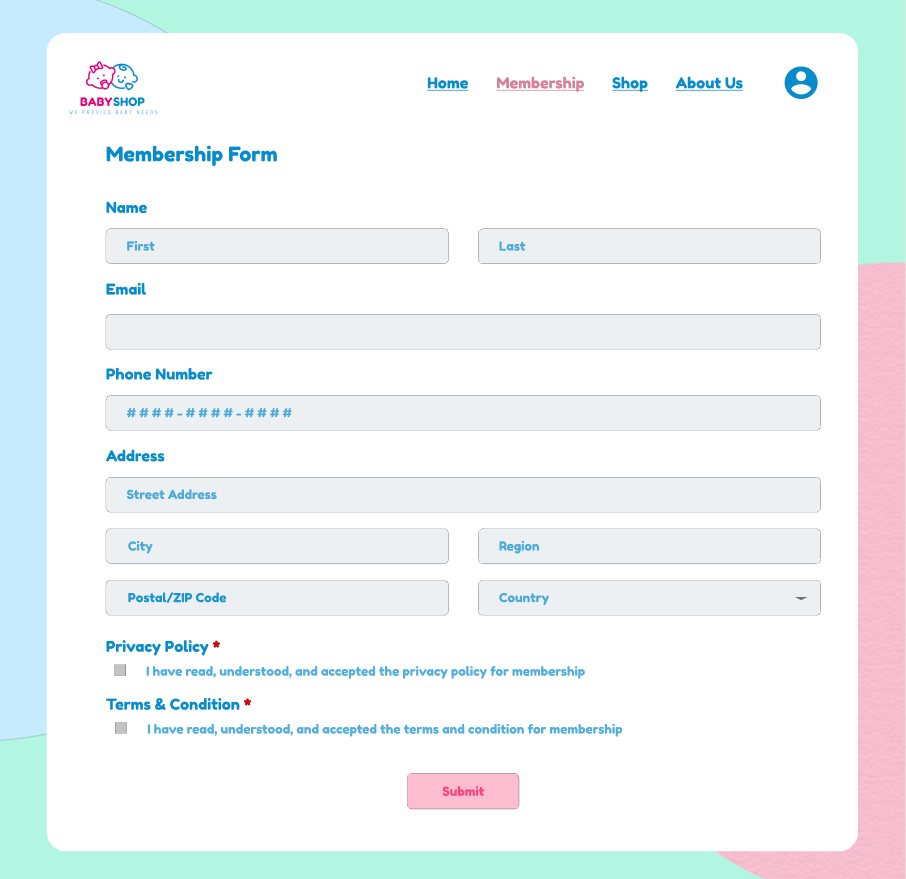 BABYSHOP
WE PROVIED BABY NEEDS
Home Membership Shop About Us
Membership Form
Name
First Last
Email
Phone Number
####-####-####
Address
Street Address
City Region
Postal/ZIP Code Country
Privacy Policy *
I have read, understood, and accepted the privacy policy for membership
Terms & Condition *
I have read, understood, and accepted the terms and condition for membership
Submit